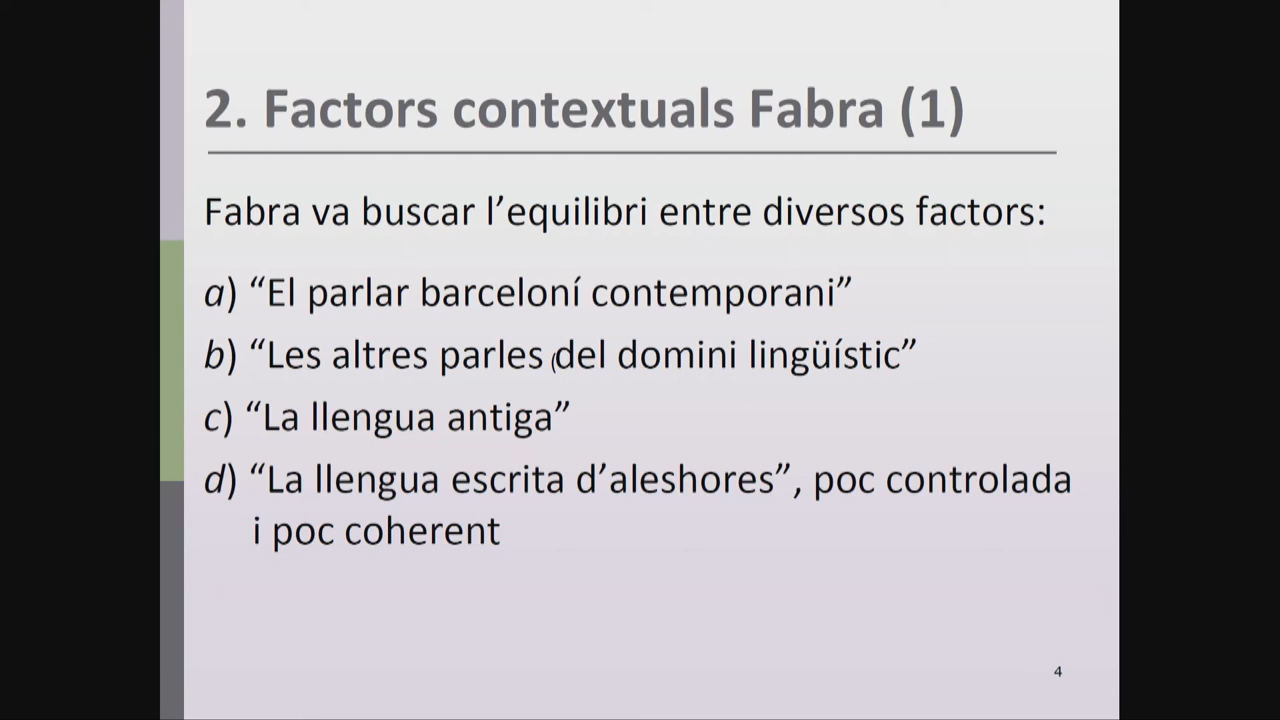 2. Factors contextuals Fabra (1)
Fabra va buscar l’equilibri entre diversos factors:
a) “El parlar barceloní contemporani”
b) “Les altres parles (del domini lingüístic”
c) “La llengua antiga”
d) “La llengua escrita d’aleshores”, poc controlada
i poc coherent
4